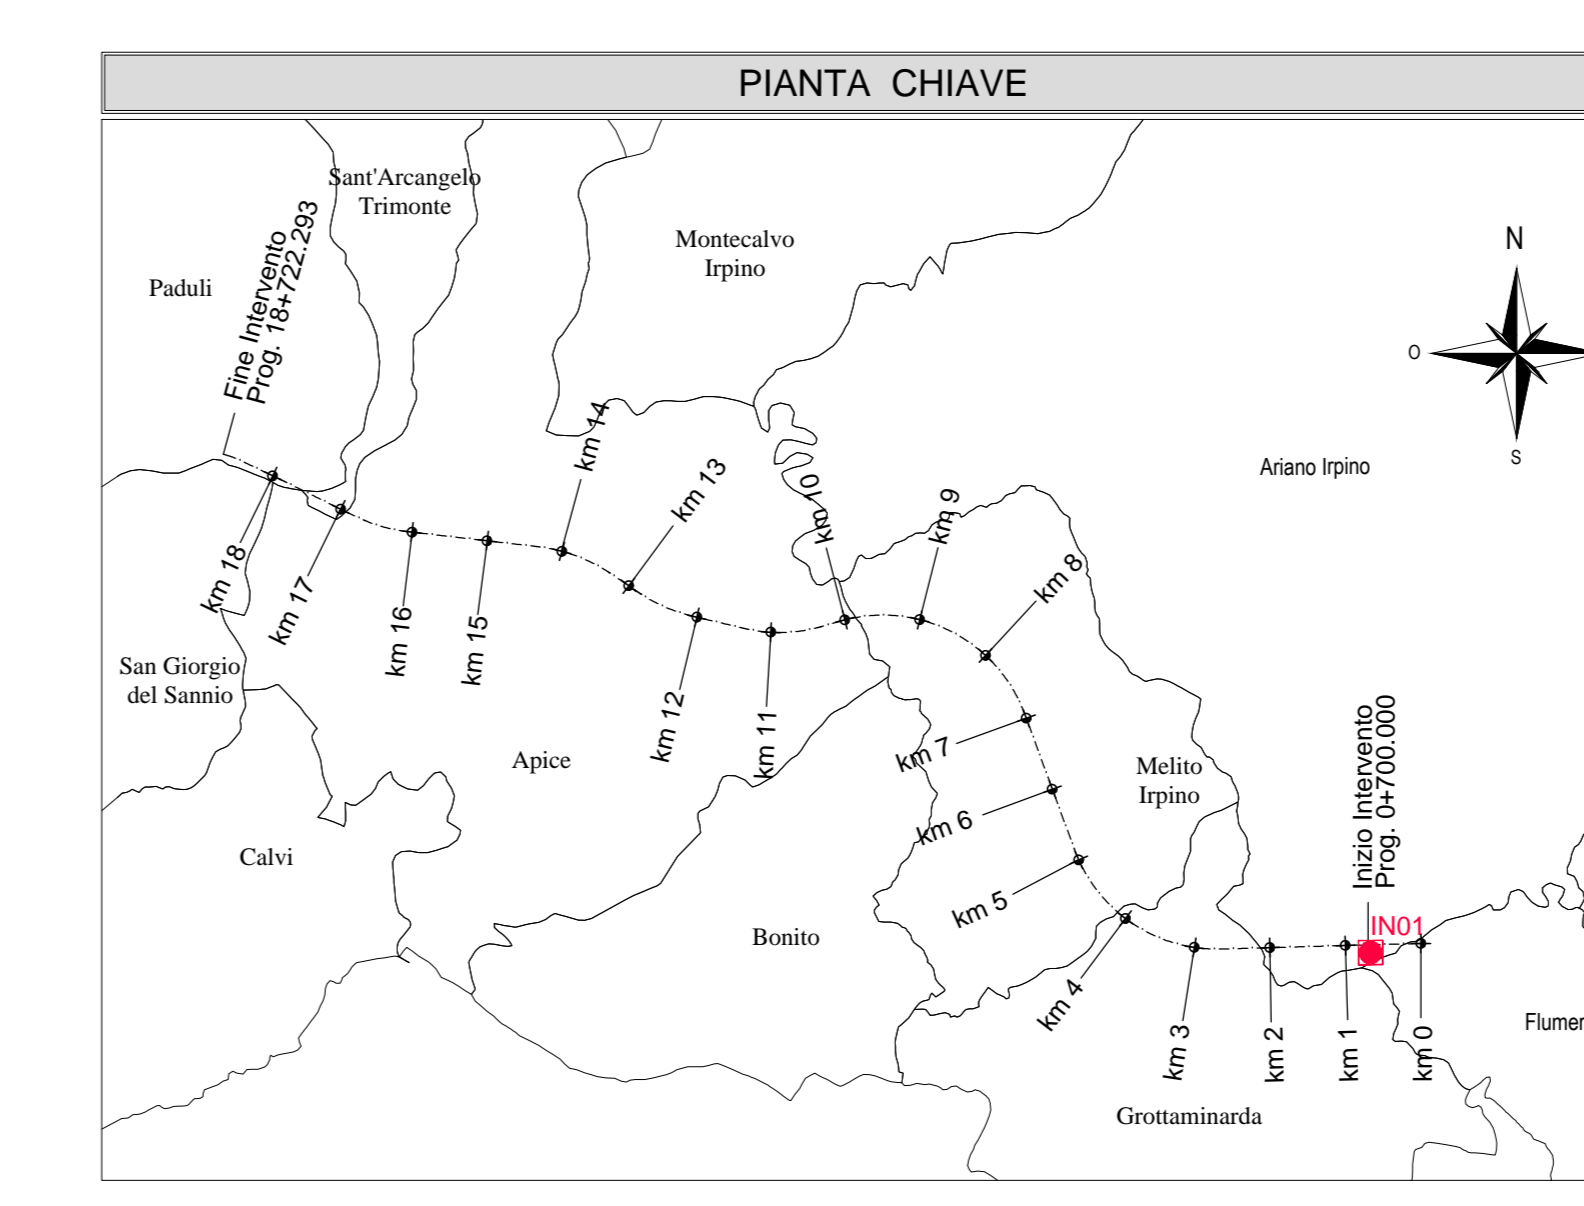 PIANTA CHIAVE
Sant'Arcangelo
Trimonte
Montecalvo
Irpino
Paduli
Fine Intervento
Prog. 18+722.293
N
O
S
Ariano Irpino
km 14
km 13
km 10
km 9
km 8
km 18
km 17
km 16
km 15
km 12
km 11
San Giorgio
del Sannio
Apice
km 7
km 6
km 5
Melito
Irpino
Inizio Intervento
Prog. 0+700.000
Calvi
Bonito
IN01
km 4
km 3
km 2
km 1
km 0
Flumer
Grottaminarda